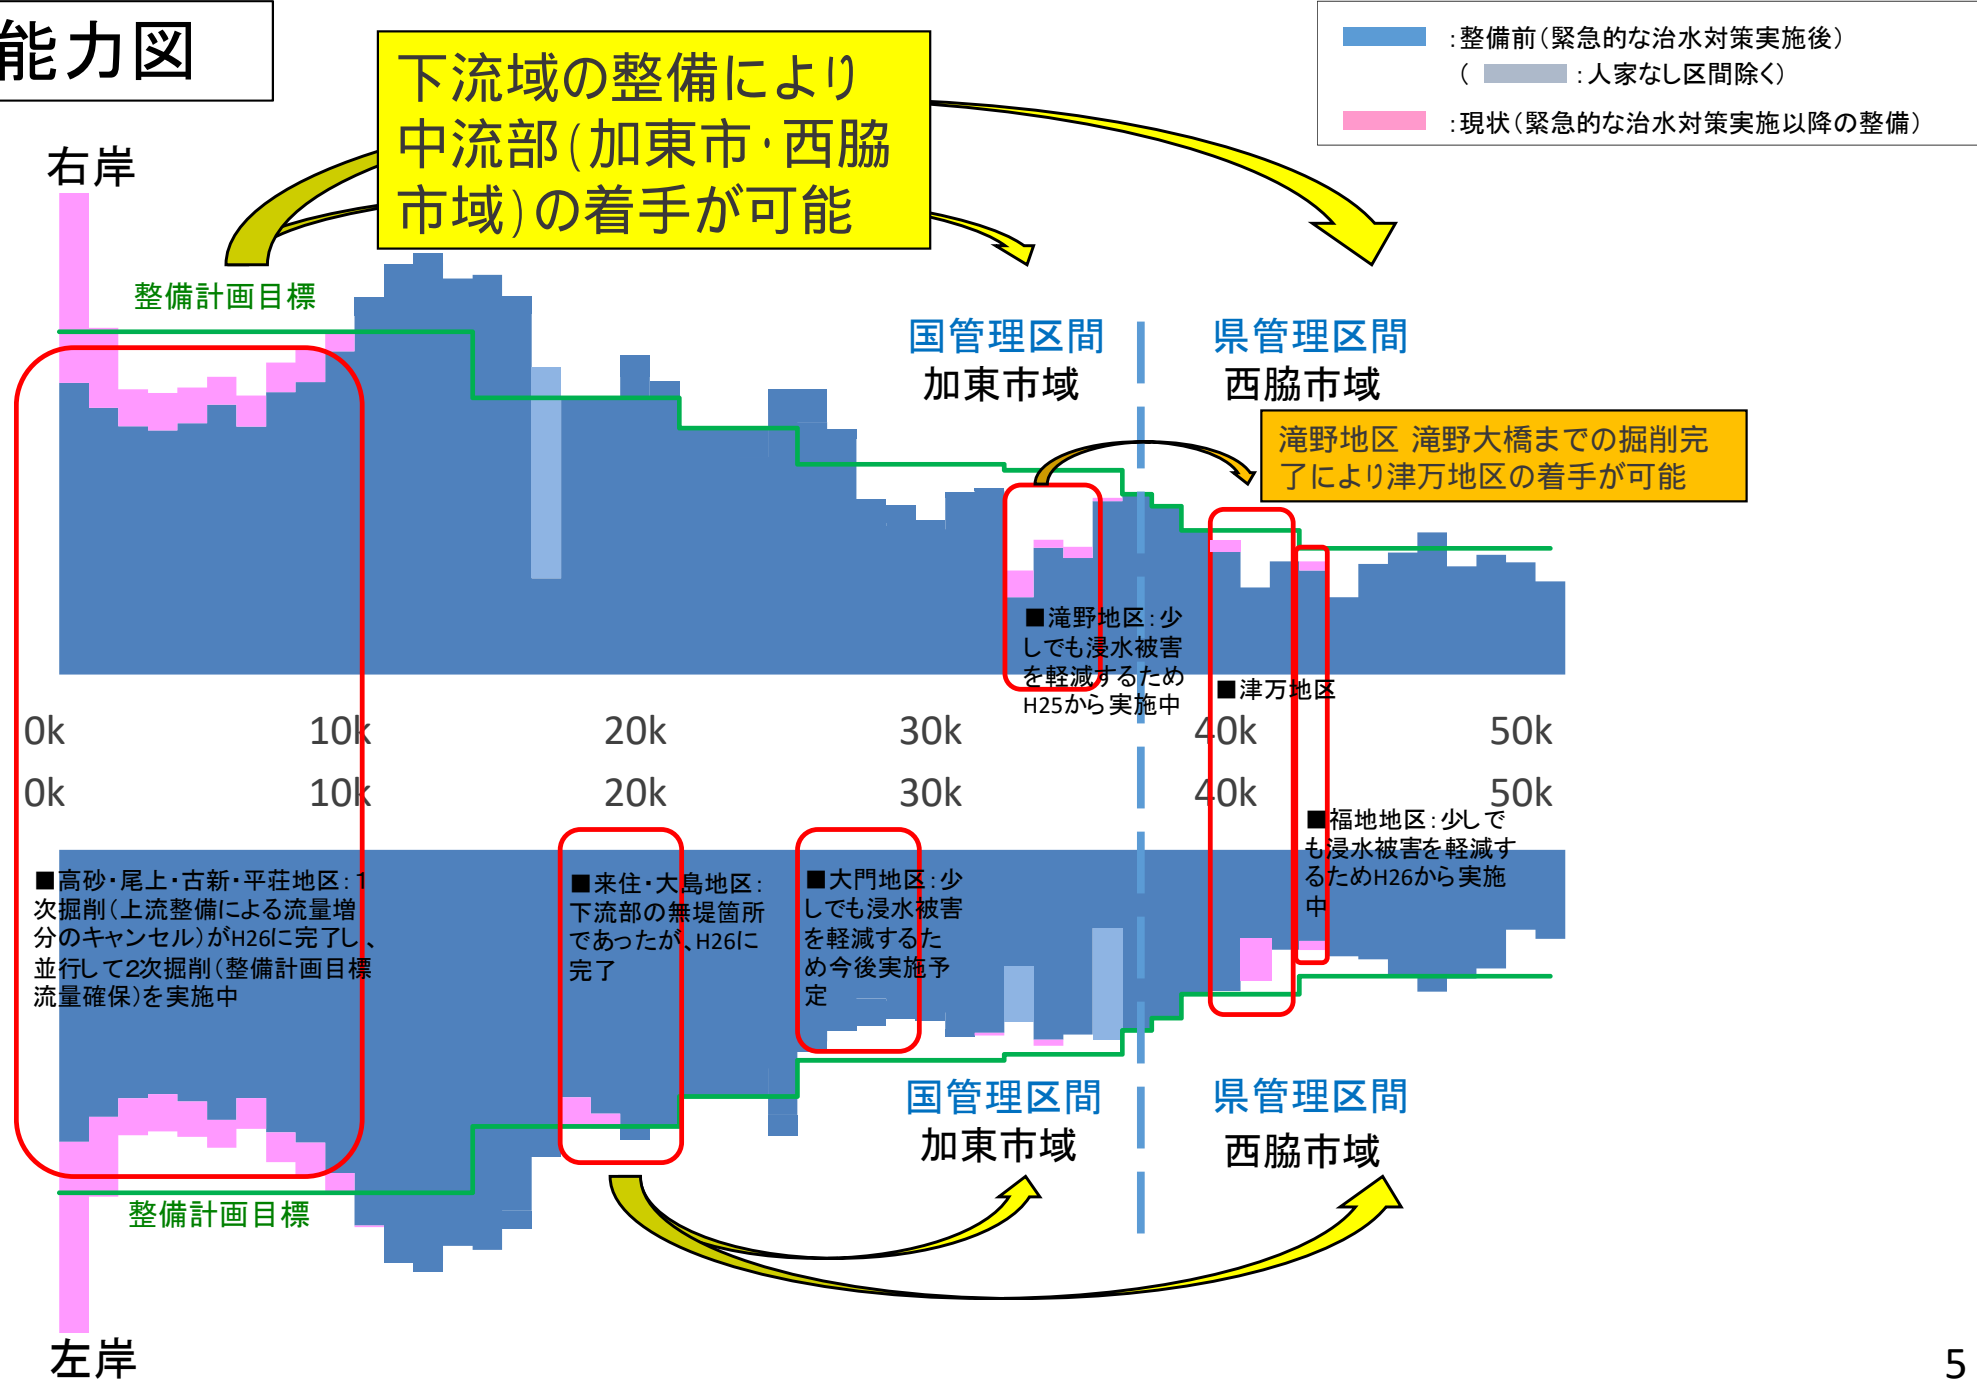 能力図
:整備前(緊急的な治水対策実施後)
( :人家なし区間除く)
:現状(緊急的な治水対策実施以降の整備)
下流域の整備により
中流部(加東市・西脇
市域)の着手が可能
右岸
整備計画目標
国管理区間
加東市域
県管理区間
西脇市域
滝野地区 滝野大橋までの掘削完
了により津万地区の着手が可能
■滝野地区:少
しでも浸水被害
を軽減するため
H25から実施中
■津万地区
0k 10k 20k 30k 40k 50k
0k 10k 20k 30k 40k 50k
■高砂・尾上・古新・平荘地区:1
次掘削(上流整備による流量増
分のキャンセル)がH26に完了し、
並行して2次掘削(整備計画目標
流量確保)を実施中
■来住・大島地区:
下流部の無堤箇所
であったが、H26に
完了
■大門地区:少
しでも浸水被害
を軽減するた
め今後実施予
定
■福地地区:少しで
も浸水被害を軽減す
るためH26から実施
中
国管理区間
加東市域
県管理区間
西脇市域
整備計画目標
左岸
5